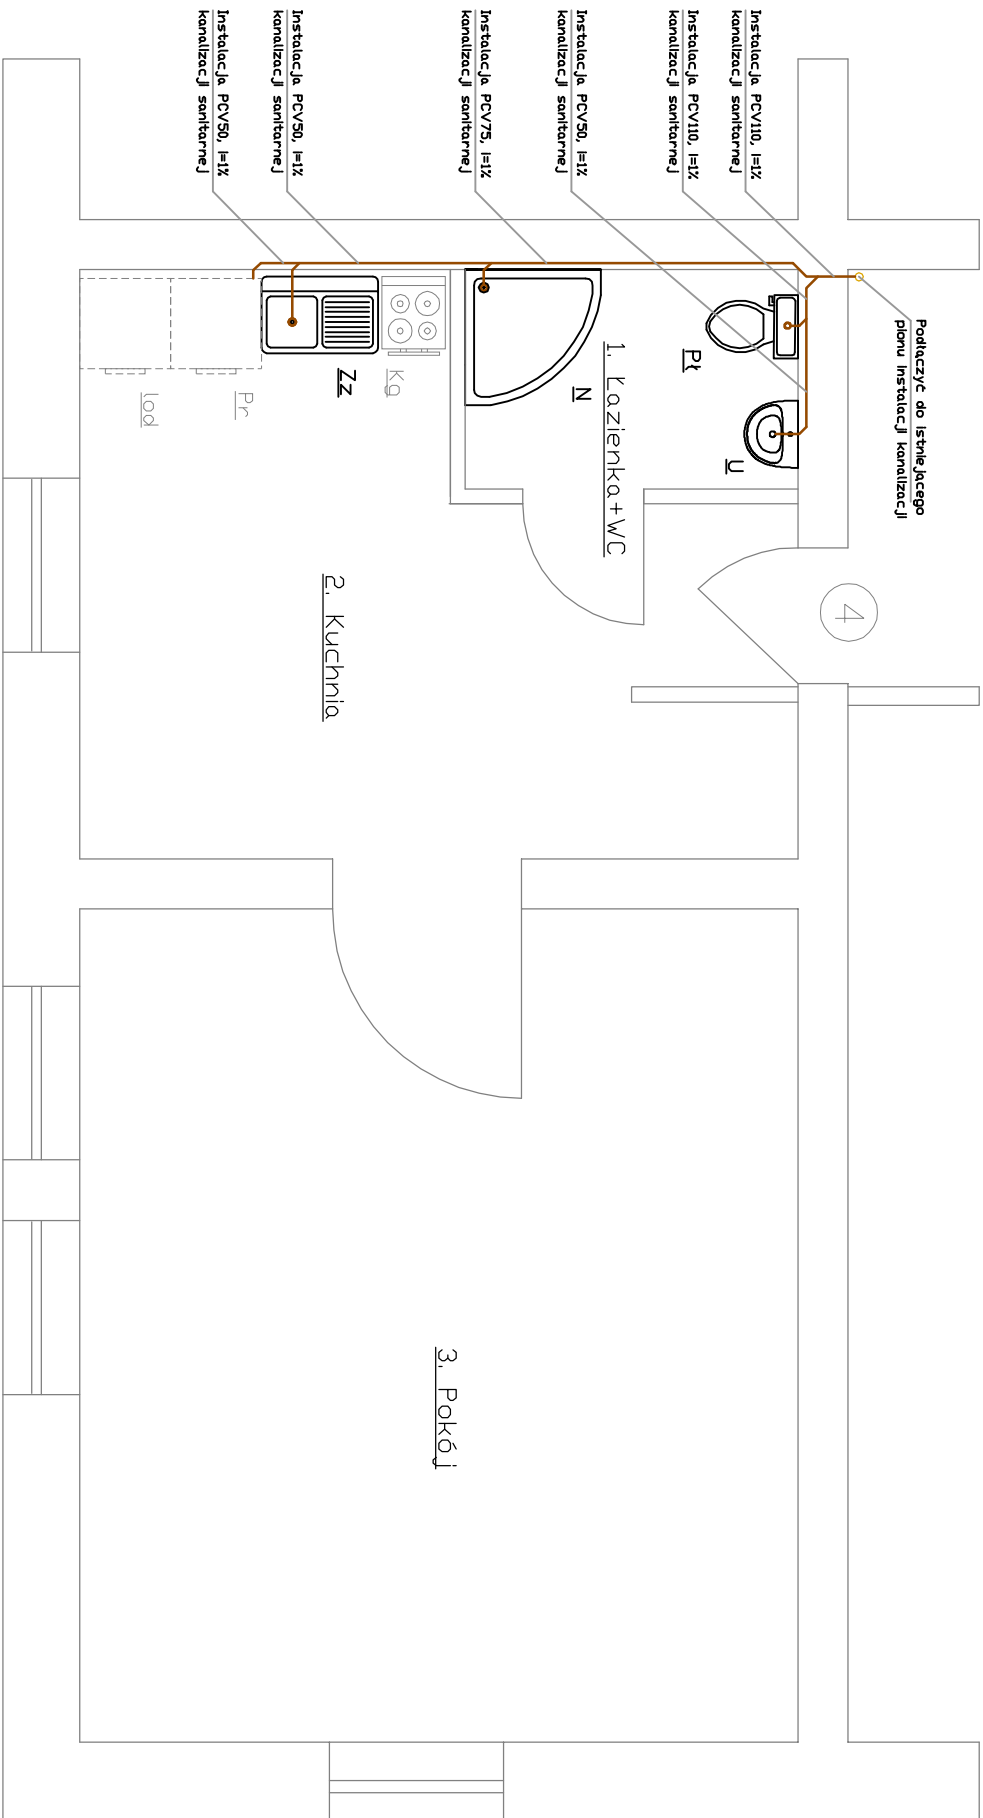 Podłączyć do istniejącego
pionu instalacji kanalizacji
Instalacja PCV110, i=1%
kanalizacji sanitarnej
Instalacja PCV110, i=1%
kanalizacji sanitarnej
Instalacja PCV50, i=1%
kanalizacji sanitarnej
Instalacja PCV75, i=1%
kanalizacji sanitarnej
Instalacja PCV50, i=1%
kanalizacji sanitarnej
Instalacja PCV50, i=1%
kanalizacji sanitarnej
4
U
Pł
1. Łazienka+WC
N
Kg
Zz
Pr
lod
2. Kuchnia
3. Pokój